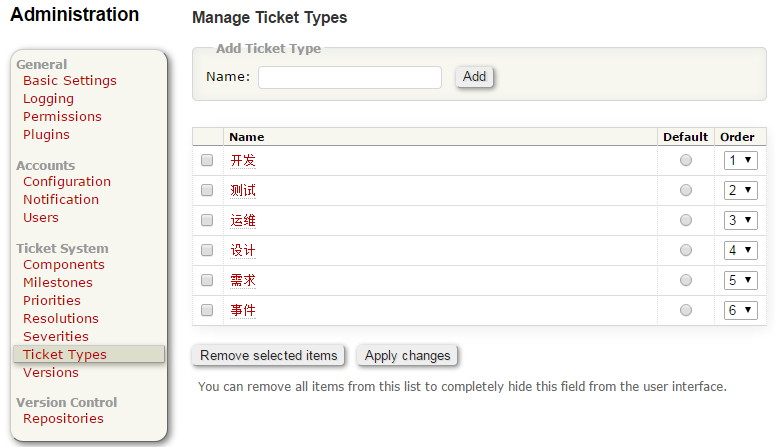 Administration
General
Basic Settings
Logging
Permissions
Plugins
Accounts
Configuration
Notification
Users
Ticket System
Components
Milestones
Priorities
Resolutions
Severities
Ticket Types
Versions
Version Control
Repositories
Manage Ticket Types
Add Ticket Type
Name: Add
Name Default Order
开发 1
测试 2
运维 3
设计 4
需求 5
事件 6
Remove selected items Apply changes
You can remove all items from this list to completely hide this field from the user interface.